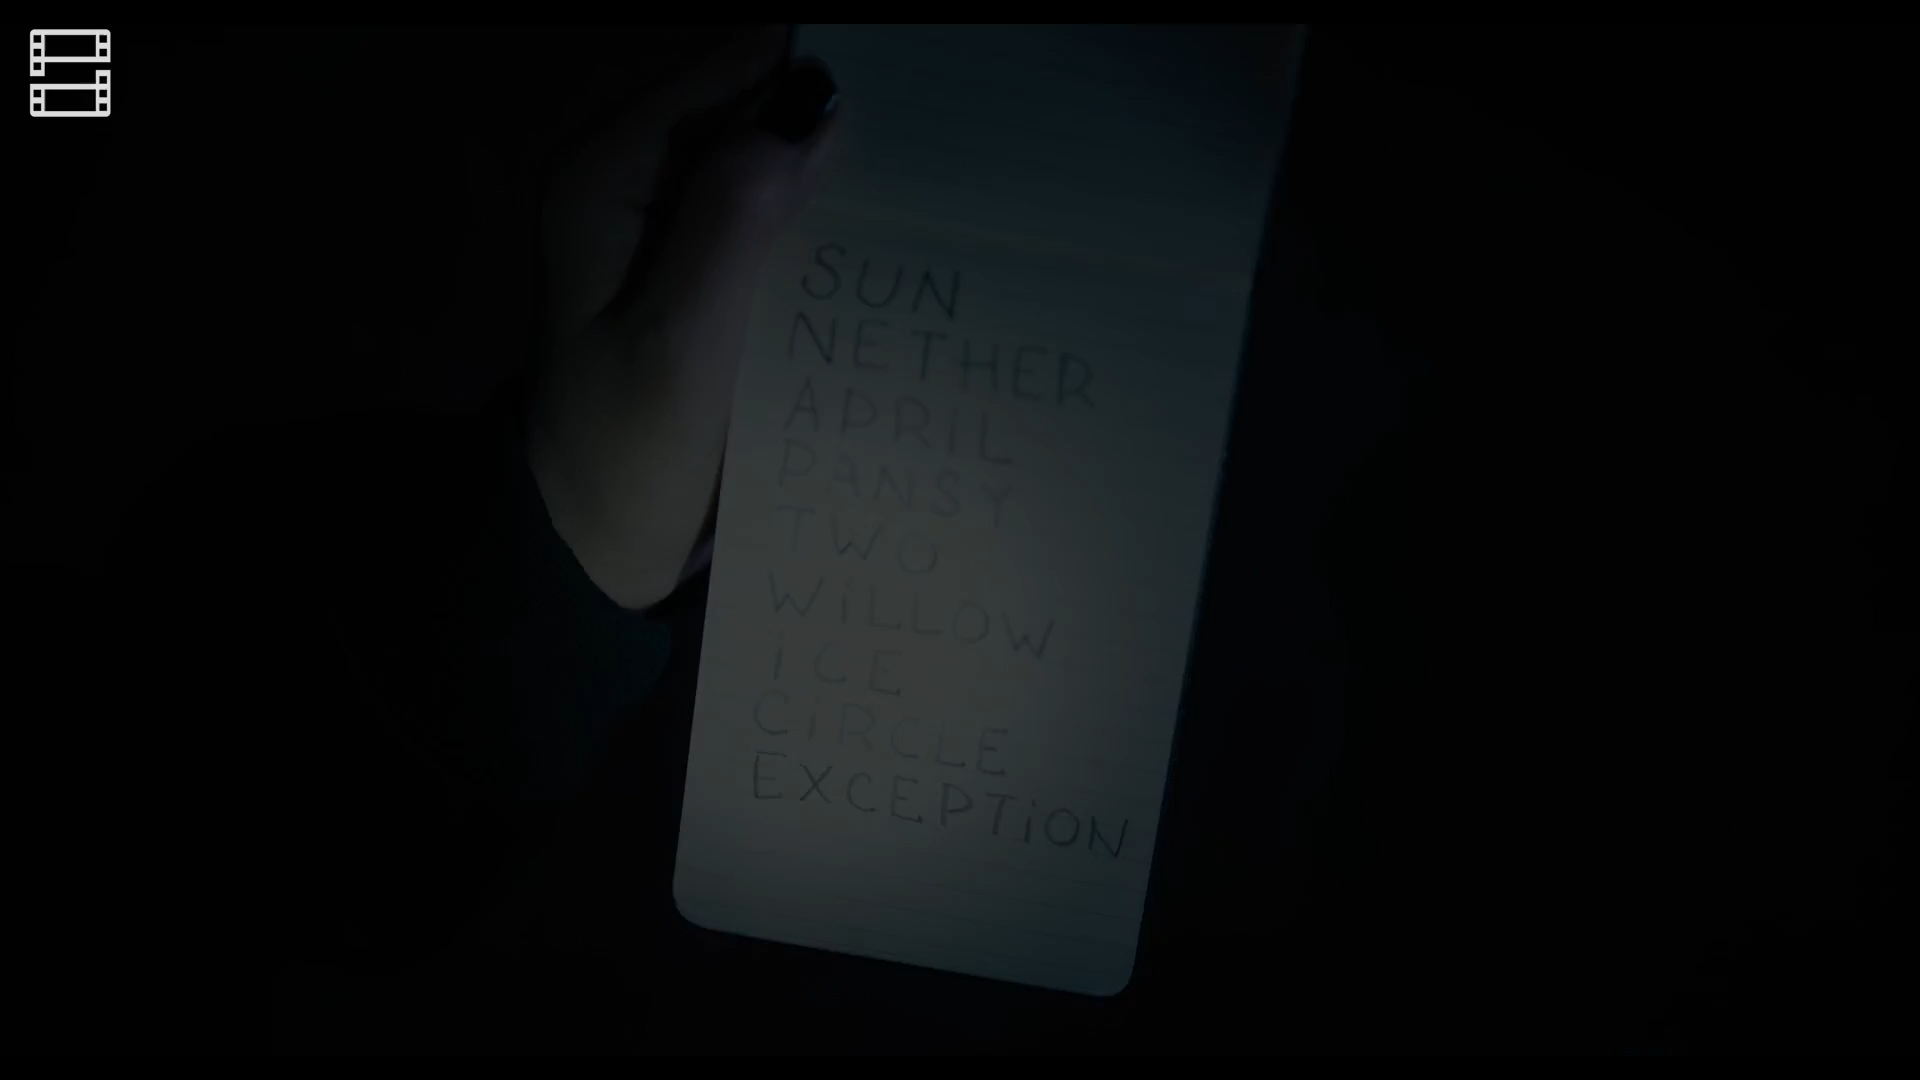 SUN
NETHER
APRiL
PANSY
TWO
WiLLOW
iCE
CiRCLE
EXCEPTiON